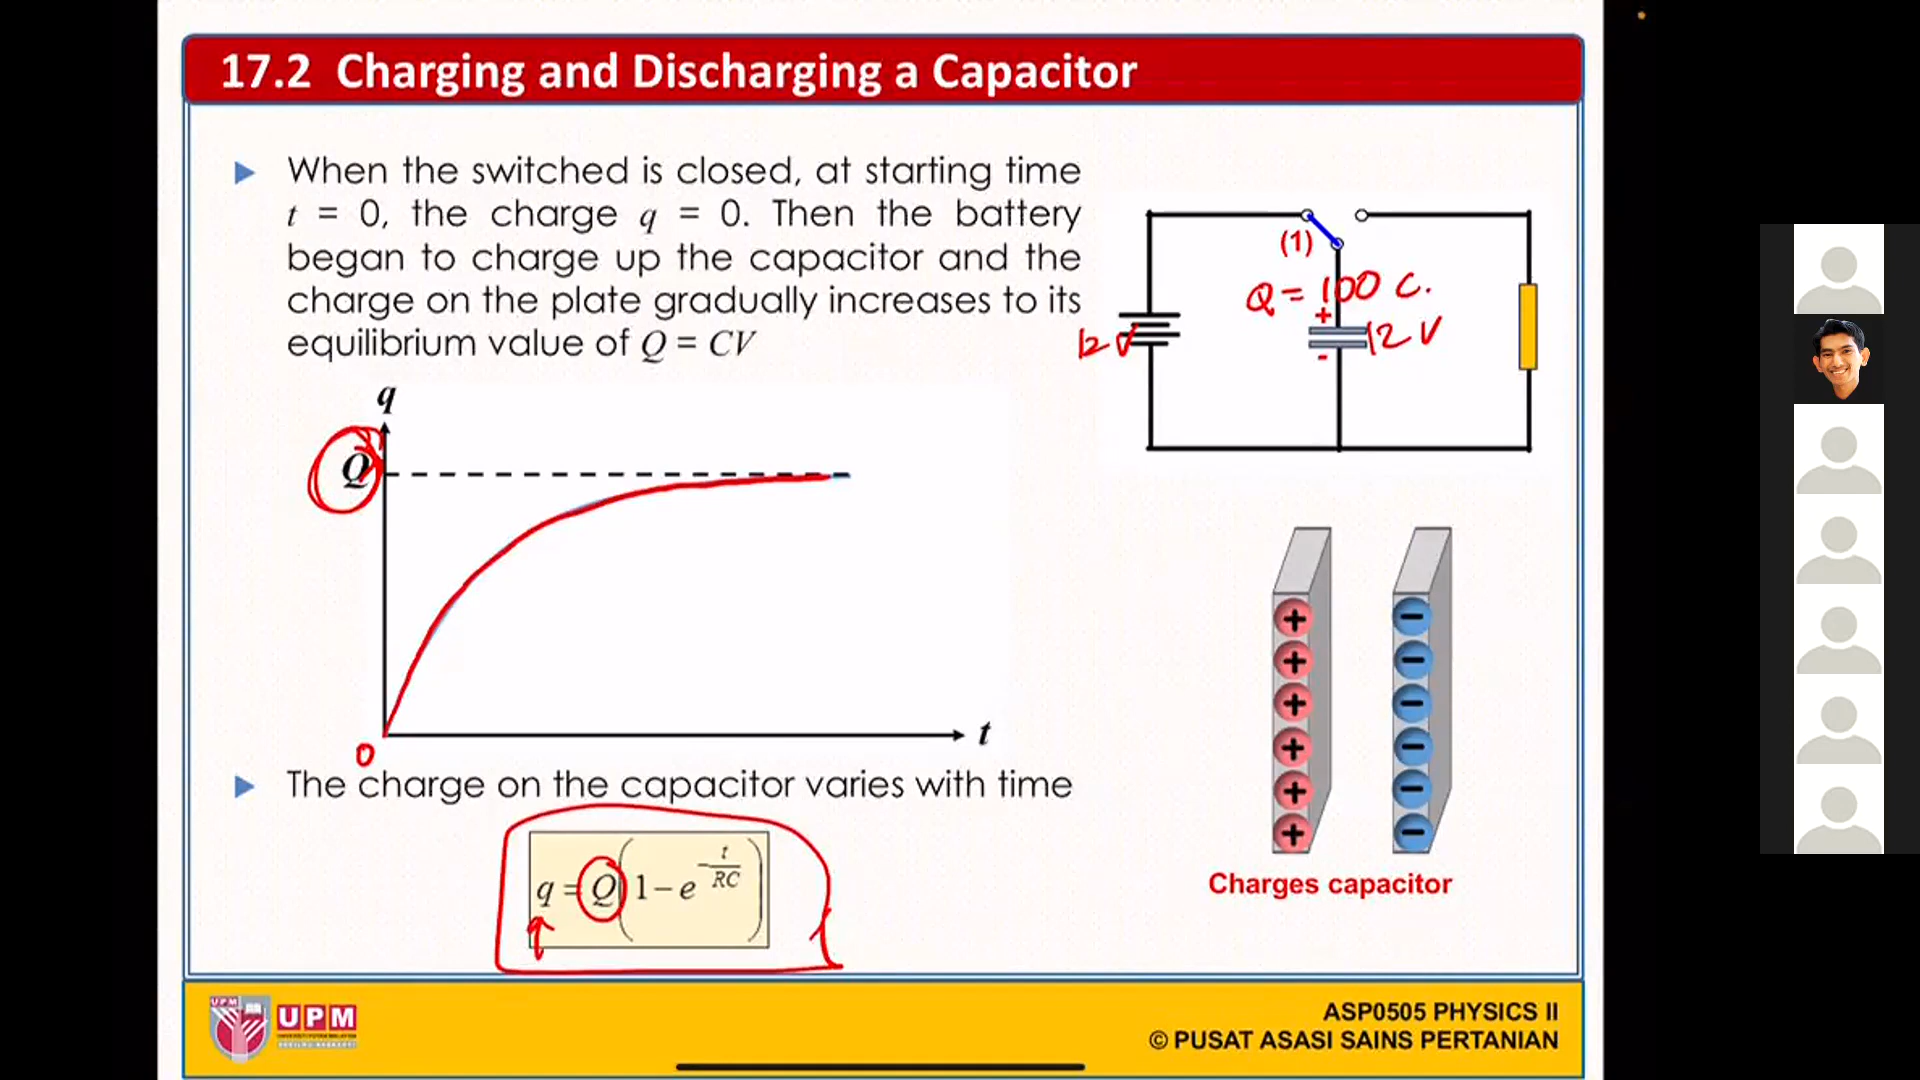 17.2 Charging and Discharging a Capacitor
When the switched is closed, at starting time
t = 0, the charge q = 0. Then the battery
began to charge up the capacitor and the
charge on the plate gradually increases to its
equilibrium value of Q = CV
(1)
Q = 100 C.
+
12 V
12 V
-
q
Q
t
0
The charge on the capacitor varies with time
q = Q(1 - e^{-t/RC})
Charges capacitor
UPM
UPM
ASP0505 PHYSICS II
© PUSAT ASASI SAINS PERTANIAN